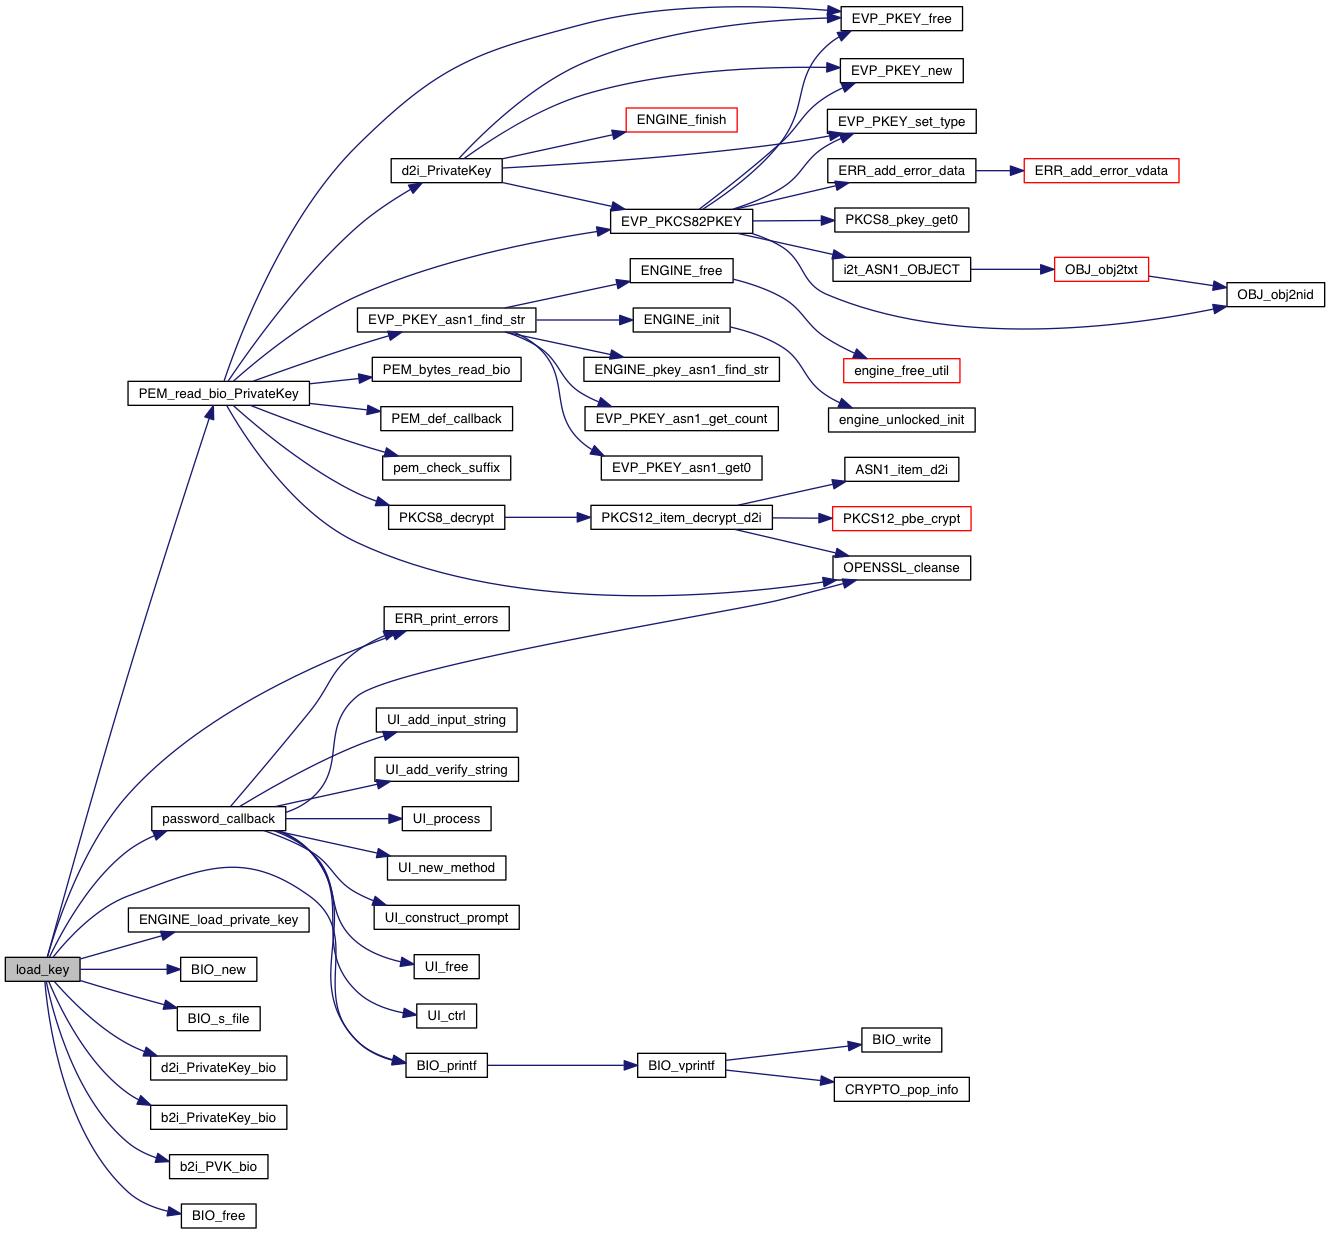 EVP_PKEY_free
EVP_PKEY_new
ENGINE_finish
EVP_PKEY_set_type
d2i_PrivateKey
ERR_add_error_data
ERR_add_error_vdata
EVP_PKCS82PKEY
PKCS8_pkey_get0
ENGINE_free
i2t_ASN1_OBJECT
OBJ_obj2txt
OBJ_obj2nid
EVP_PKEY_asn1_find_str
ENGINE_init
PEM_bytes_read_bio
ENGINE_pkey_asn1_find_str
engine_free_util
PEM_read_bio_PrivateKey
PEM_def_callback
EVP_PKEY_asn1_get_count
engine_unlocked_init
pem_check_suffix
EVP_PKEY_asn1_get0
ASN1_item_d2i
PKCS8_decrypt
PKCS12_item_decrypt_d2i
PKCS12_pbe_crypt
OPENSSL_cleanse
ERR_print_errors
UI_add_input_string
UI_add_verify_string
password_callback
UI_process
UI_new_method
UI_construct_prompt
ENGINE_load_private_key
load_key
BIO_new
UI_free
BIO_s_file
UI_ctrl
d2i_PrivateKey_bio
BIO_printf
BIO_vprintf
BIO_write
CRYPTO_pop_info
b2i_PrivateKey_bio
b2i_PVK_bio
BIO_free